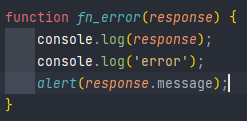 function fn_error(response) {
    console.log(response);
    console.log('error');
    alert(response.message);
}